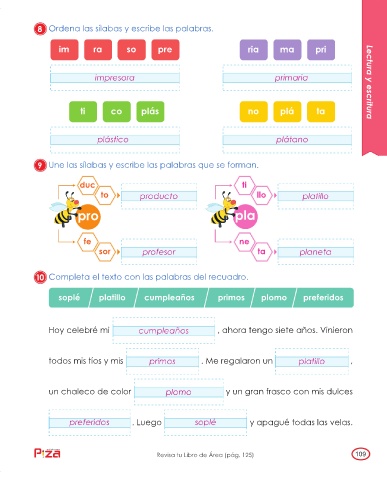 8 Ordena las sílabas y escribe las palabras.
im ra so pre ria ma pri
impresora primaria
ti co plás no plá ta
plástico plátano
9 Une las sílabas y escribe las palabras que se forman.
duc ti
to producto llo platillo
pro pla
fe ne
sor profesor ta planeta
10 Completa el texto con las palabras del recuadro.
soplé platillo cumpleaños primos plomo preferidos
Hoy celebré mi cumpleaños , ahora tengo siete años. Vinieron
todos mis tíos y mis primos . Me regalaron un platillo ,
un chaleco de color plomo y un gran frasco con mis dulces
preferidos . Luego soplé y apagué todas las velas.
Lectura y escritura
Revisa tu Libro de Área (pág. 125)
109